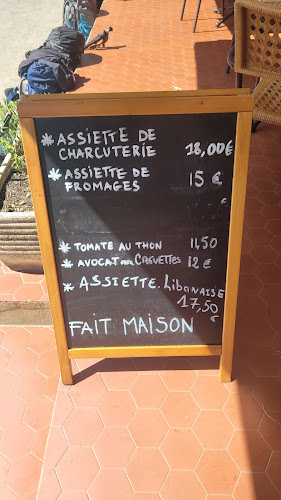 * ASSIETTE DE
CHARCUTERIE 18,00€
* ASSIETTE DE
FROMAGES 15 €
* TOMATE AU THON 11,50
* AVOCAT aux CREVETTES 12 €
* ASSIETTE Libanaise
17,50
FAIT MAISON